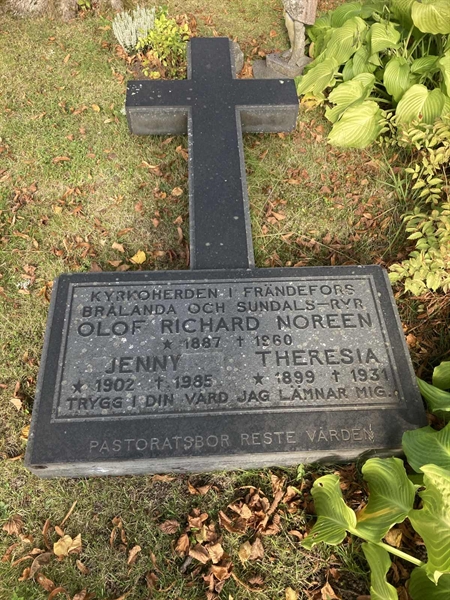 KYRKOHERDEN I FRÄNDEFORS
BRÅLANDA OCH SUNDALS-RYR
OLOF RICHARD NOREEN
★ 1887 † 1960
JENNY THERESIA
★ 1902 † 1985 ★ 1899 † 1931
TRYGG I DIN VÅRD JAG LÄMNAR MIG.
PASTORATSBOR RESTE VÅRDEN